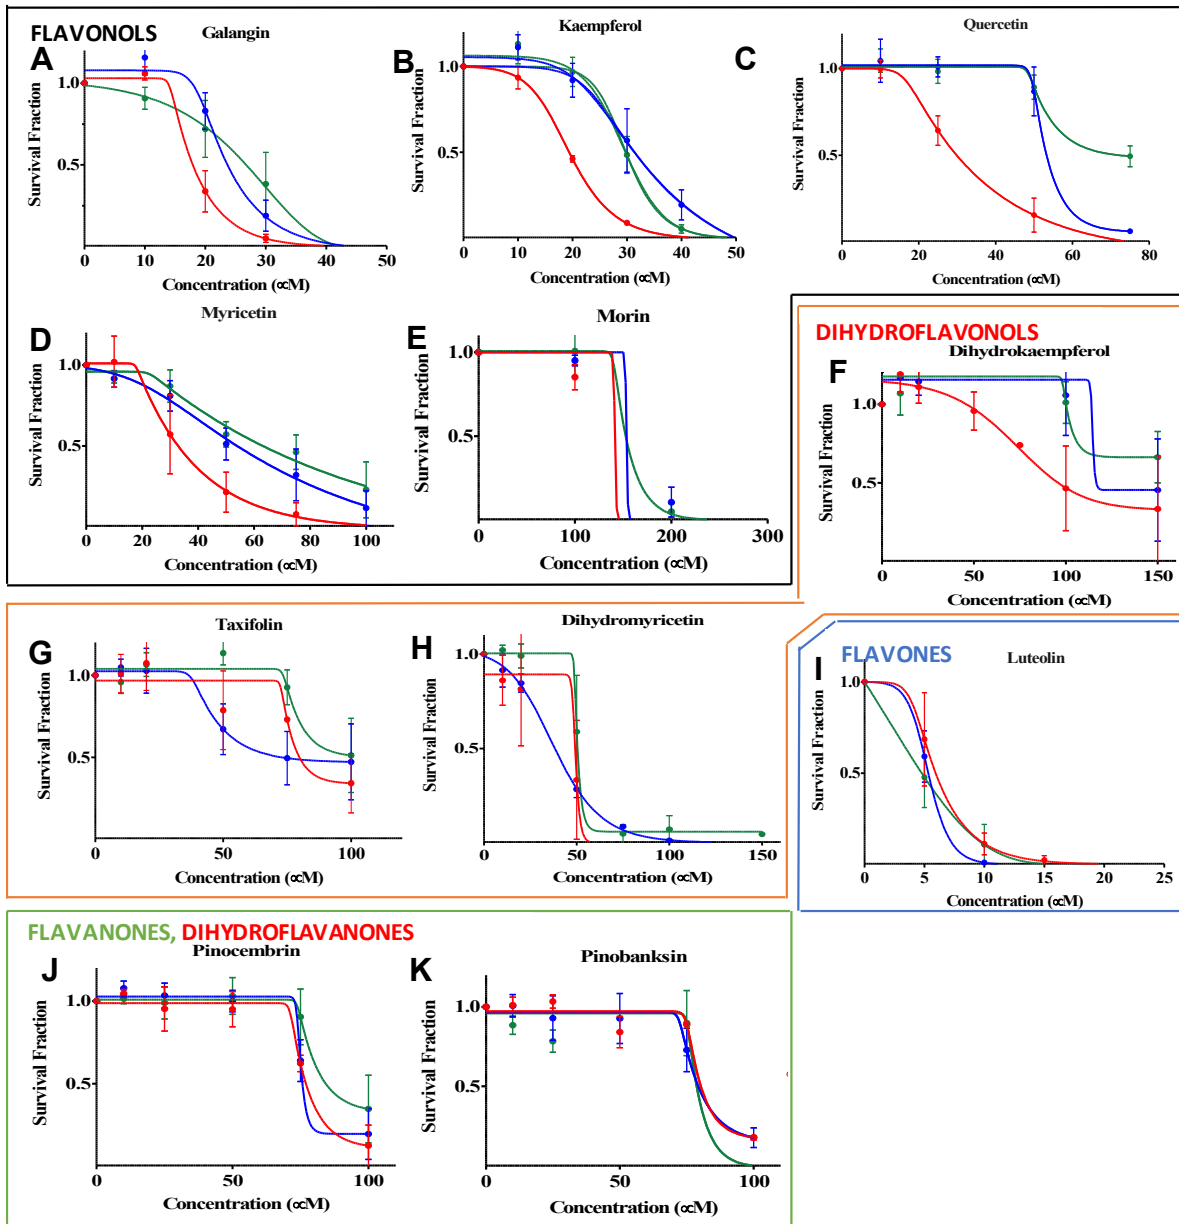 FLAVONOLS
A
Galangin
Survival Fraction
1.0
0.5
0 10 20 30 40 50
Concentration (∝M)
B
Kaempferol
Survival Fraction
1.0
0.5
0 10 20 30 40 50
Concentration (∝M)
C
Quercetin
Survival Fraction
1.0
0.5
0 20 40 60 80
Concentration (∝M)
D
Myricetin
Survival Fraction
1.0
0.5
0 20 40 60 80 100
Concentration (∝M)
E
Morin
Survival Fraction
1.0
0.5
0 100 200 300
Concentration (∝M)
DIHYDROFLAVONOLS
F
Dihydrokaempferol
Survival Fraction
1.0
0.5
0 50 100 150
Concentration (∝M)
G
Taxifolin
Survival Fraction
1.0
0.5
0 50 100
Concentration (∝M)
H
Dihydromyricetin
Survival Fraction
1.0
0.5
0 50 100 150
Concentration (∝M)
FLAVONES
I
Luteolin
Survival Fraction
1.0
0.5
0 5 10 15 20 25
Concentration (∝M)
FLAVANONES, DIHYDROFLAVANONES
J
Pinocembrin
Survival Fraction
1.0
0.5
0 50 100
Concentration (∝M)
K
Pinobanksin
Survival Fraction
1.0
0.5
0 50 100
Concentration (∝M)